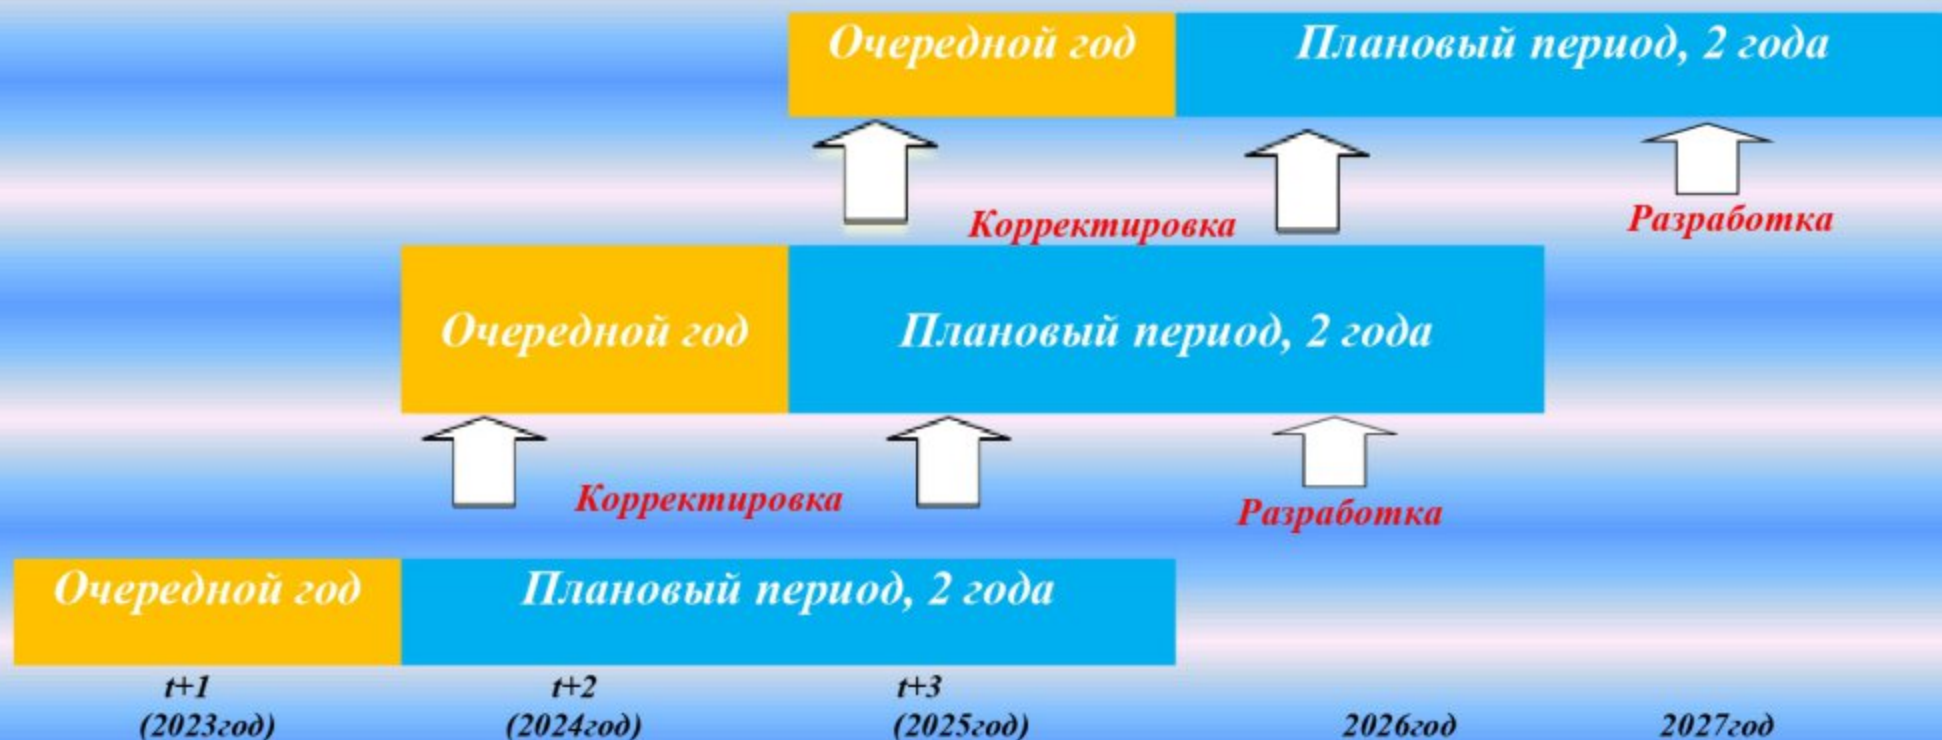 Очередной год Плановый период, 2 года
Корректировка Разработка
Очередной год Плановый период, 2 года
Корректировка Разработка
Очередной год Плановый период, 2 года
t+1 t+2 t+3
(2023год) (2024год) (2025год) 2026год 2027год